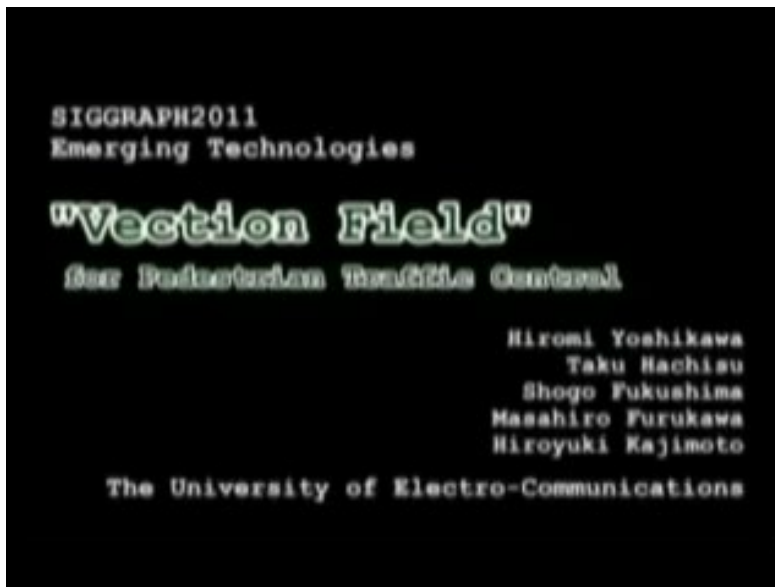 SIGGRAPH2011
Emerging Technologies
"Vection Field"
for Pedestrian Traffic Control
Hiromi Yoshikawa
Taku Hachisu
Shogo Fukushima
Masahiro Furukawa
Hiroyuki Kajimoto
The University of Electro-Communications